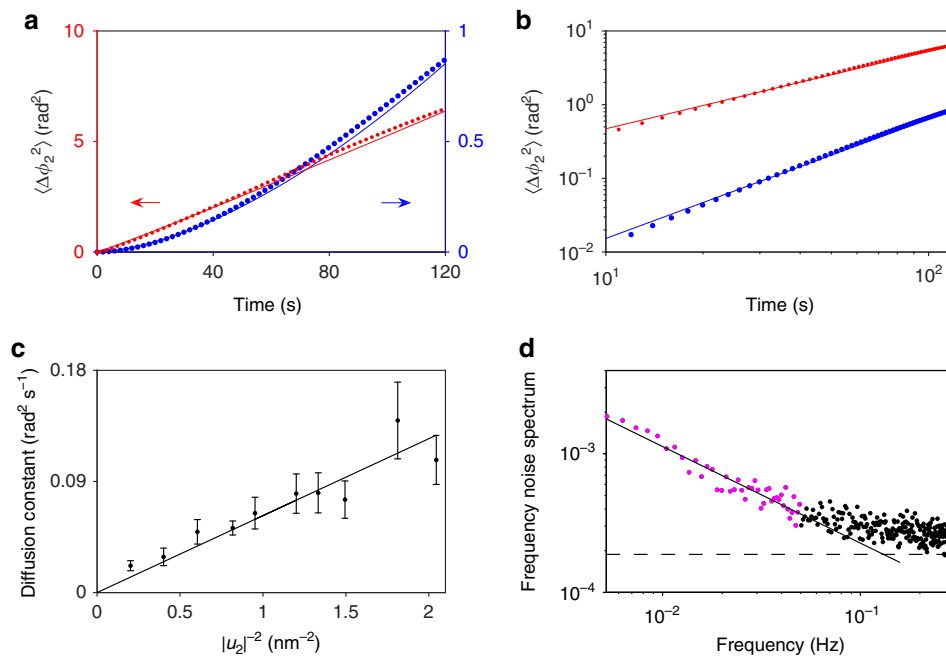 a
10
5
0
⟨Δϕ₂²⟩ (rad²)
1
0.5
0
⟨Δϕ₂²⟩ (rad²)
0 40 80 120
Time (s)
b
10¹
10⁰
10⁻¹
10⁻²
⟨Δϕ₂²⟩ (rad²)
10¹ 10²
Time (s)
c
0.18
0.09
0
Diffusion constant (rad² s⁻¹)
0 0.5 1 1.5 2
|u₂|⁻² (nm⁻²)
d
10⁻³
10⁻⁴
Frequency noise spectrum
10⁻² 10⁻¹
Frequency (Hz)